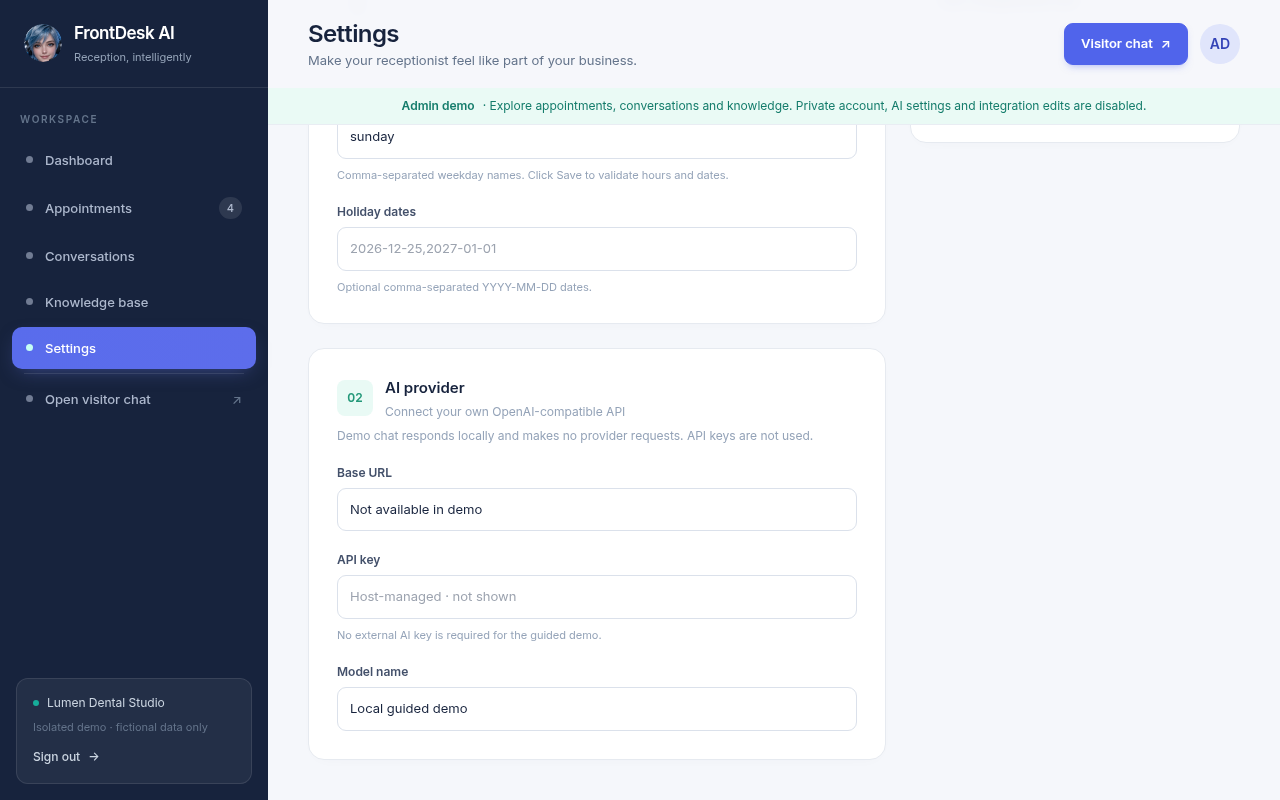 FrontDesk AI
Reception, intelligently
WORKSPACE
Dashboard
Appointments 4
Conversations
Knowledge base
Settings
Open visitor chat ↗
Lumen Dental Studio
Isolated demo · fictional data only
Sign out →
Settings
Make your receptionist feel like part of your business.
Visitor chat ↗
AD
Admin demo · Explore appointments, conversations and knowledge. Private account, AI settings and integration edits are disabled.
sunday
Comma-separated weekday names. Click Save to validate hours and dates.
Holiday dates
2026-12-25,2027-01-01
Optional comma-separated YYYY-MM-DD dates.
02
AI provider
Connect your own OpenAI-compatible API
Demo chat responds locally and makes no provider requests. API keys are not used.
Base URL
Not available in demo
API key
Host-managed · not shown
No external AI key is required for the guided demo.
Model name
Local guided demo